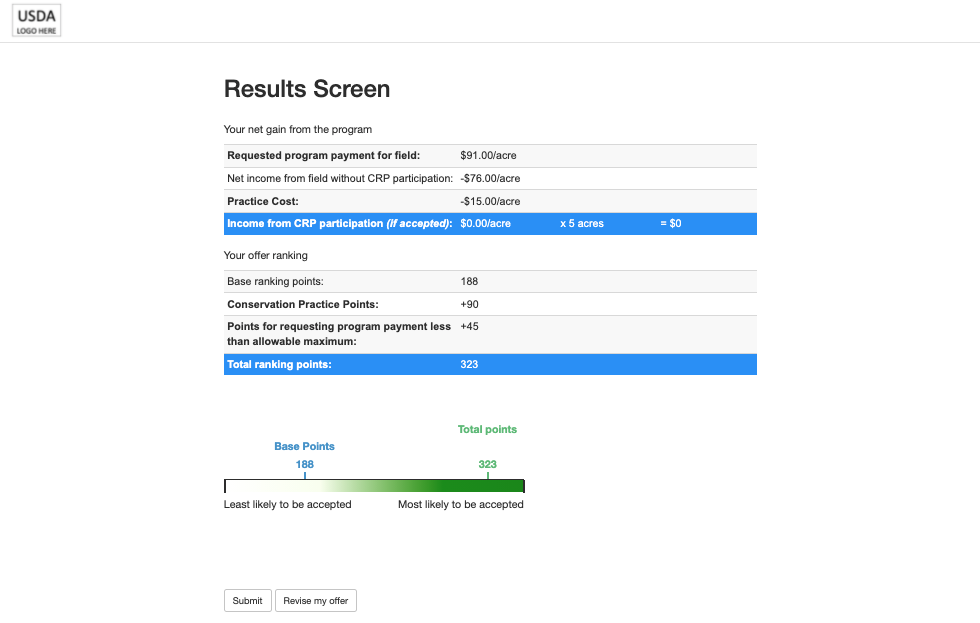 USDA
LOGO HERE
Results Screen
Your net gain from the program
Requested program payment for field: $91.00/acre
Net income from field without CRP participation: -$76.00/acre
Practice Cost: -$15.00/acre
Income from CRP participation (if accepted): $0.00/acre x 5 acres = $0
Your offer ranking
Base ranking points: 188
Conservation Practice Points: +90
Points for requesting program payment less +45
than allowable maximum:
Total ranking points: 323
Total points
Base Points
188 323
Least likely to be accepted Most likely to be accepted
Submit Revise my offer